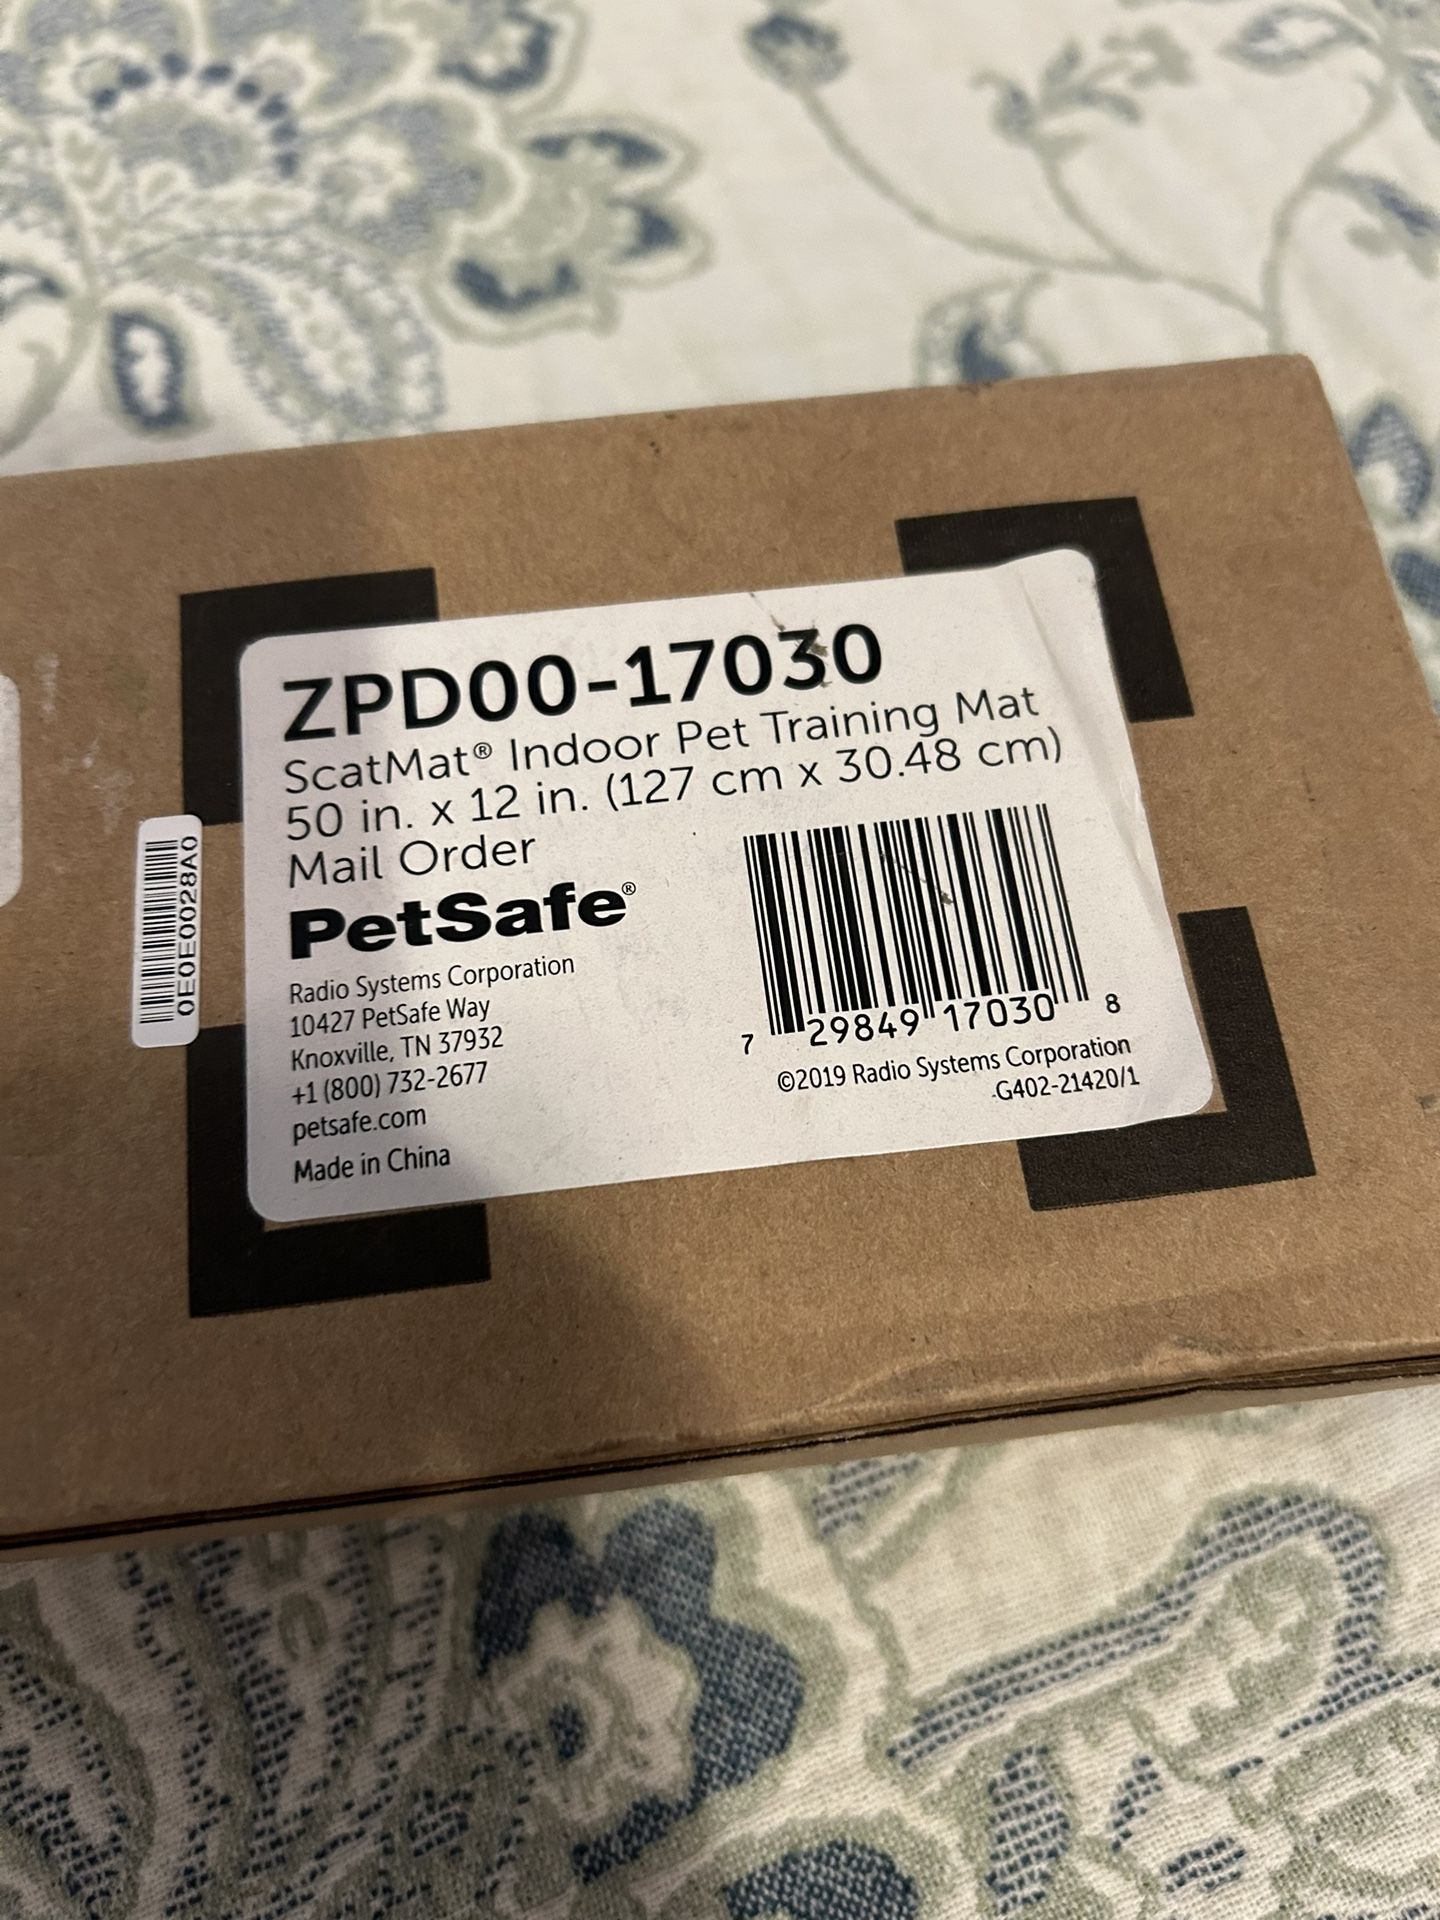 ZPD00-17030
ScatMat® Indoor Pet Training Mat
50 in. x 12 in. (127 cm x 30.48 cm)
Mail Order
PetSafe®
Radio Systems Corporation
10427 PetSafe Way
Knoxville, TN 37932
+1 (800) 732-2677
petsafe.com
Made in China
7 29849 17030 8
©2019 Radio Systems Corporation
G402-21420/1
0E0E0028A0